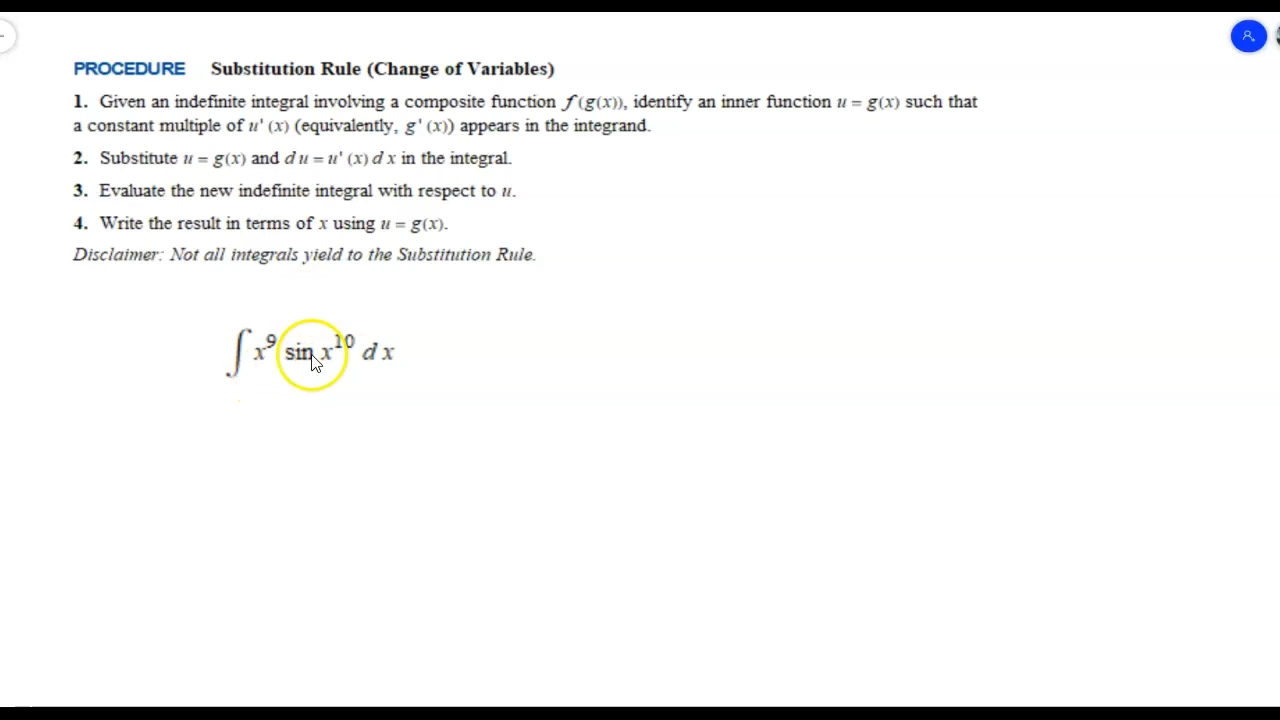 PROCEDURE Substitution Rule (Change of Variables)
1. Given an indefinite integral involving a composite function f(g(x)), identify an inner function u = g(x) such that
a constant multiple of u' (x) (equivalently, g' (x)) appears in the integrand.
2. Substitute u = g(x) and d u = u' (x) d x in the integral.
3. Evaluate the new indefinite integral with respect to u.
4. Write the result in terms of x using u = g(x).
Disclaimer: Not all integrals yield to the Substitution Rule.
∫ x⁹ sin x¹⁰ d x